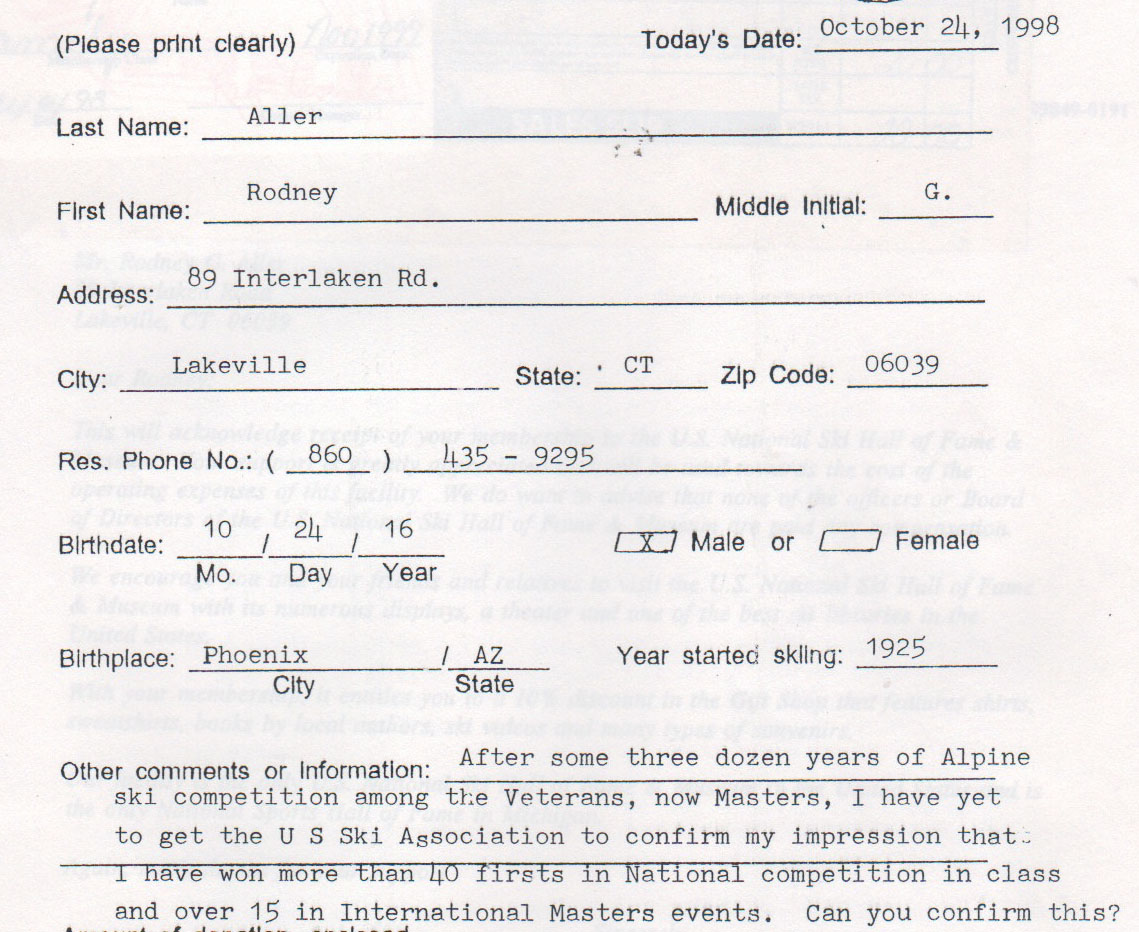 (Please print clearly) Today's Date: October 24, 1998
Last Name: Aller
First Name: Rodney Middle Initial: G.
Address: 89 Interlaken Rd.
City: Lakeville State: CT Zip Code: 06039
Res. Phone No.: ( 860 ) 435 - 9295
Birthdate: 10 / 24 / 16 [X] Male or [ ] Female
Mo. Day Year
Birthplace: Phoenix / AZ Year started skiing: 1925
City State
Other comments or Information: After some three dozen years of Alpine
ski competition among the Veterans, now Masters, I have yet
to get the U S Ski Association to confirm my impression that
I have won more than 40 firsts in National competition in class
and over 15 in International Masters events. Can you confirm this?
Amount of donation enclosed